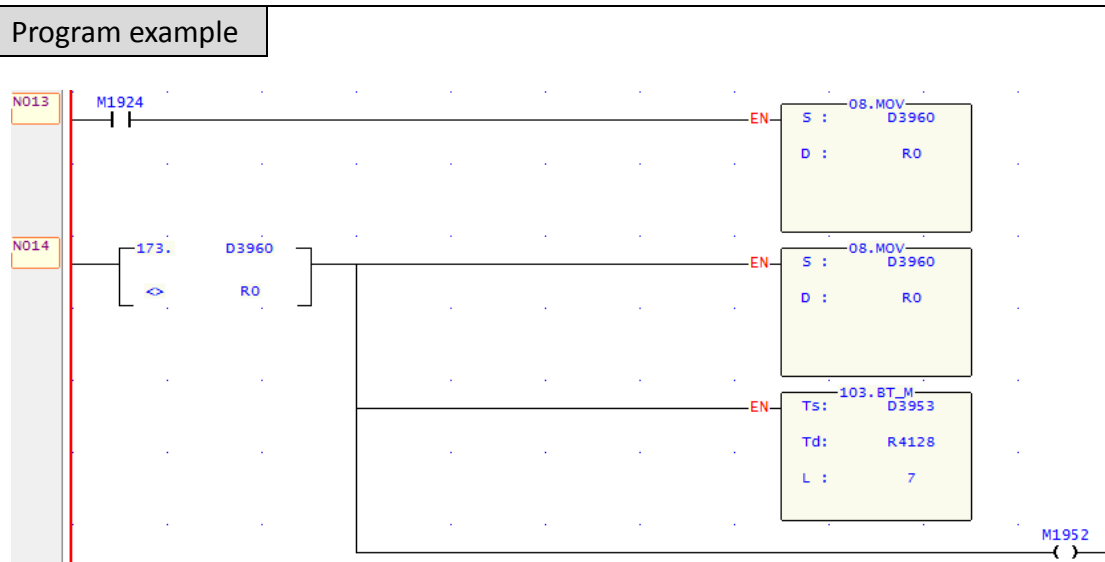 Program example
N013 M1924 08.MOV
EN S : D3960
D : R0
N014 173. D3960 08.MOV
EN S : D3960
<> R0 D : R0
103.BT_M
EN Ts: D3953
Td: R4128
L : 7
M1952